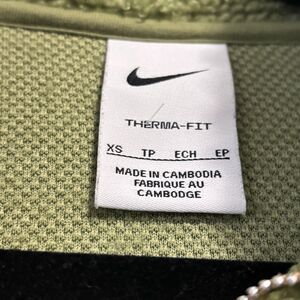 THERMA-FIT
XS TP ECH EP
MADE IN CAMBODIA
FABRIQUE AU
CAMBODGE